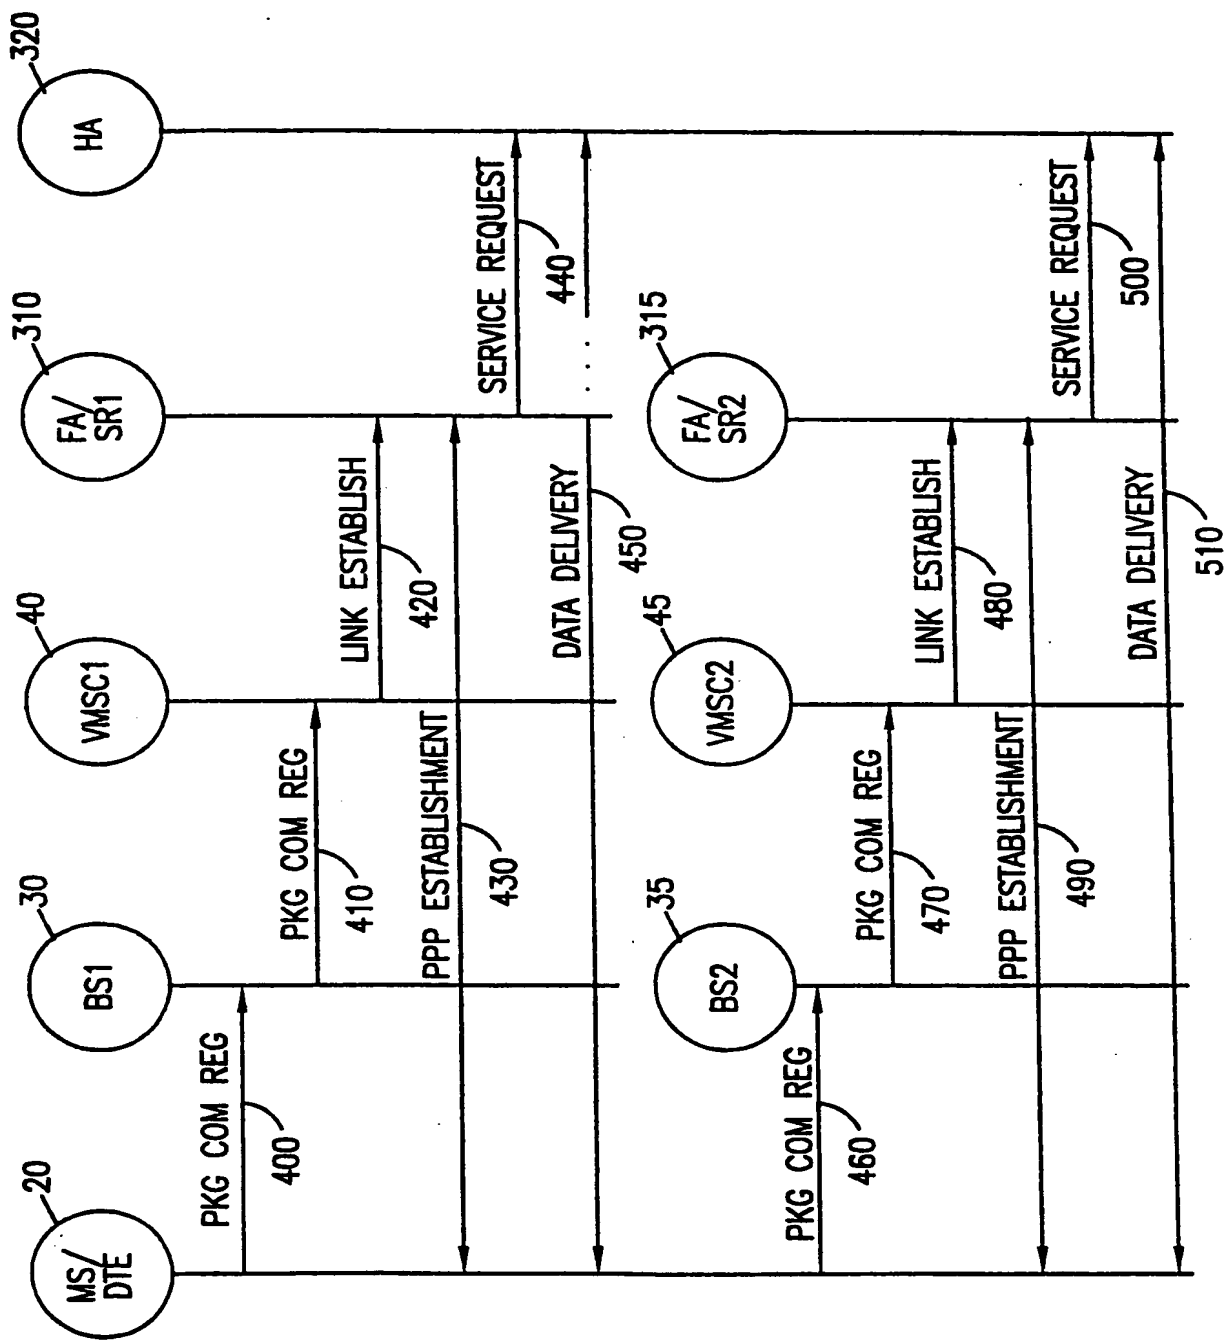 20
MS/
DTE
30
BS1
40
VMSC1
310
FA/
SR1
320
HA
PKG COM REG
400
PKG COM REG
410
LINK ESTABLISH
420
PPP ESTABLISHMENT
430
SERVICE REQUEST
440
DATA DELIVERY
450
35
BS2
45
VMSC2
315
FA/
SR2
PKG COM REG
460
PKG COM REG
470
LINK ESTABLISH
480
PPP ESTABLISHMENT
490
SERVICE REQUEST
500
DATA DELIVERY
510